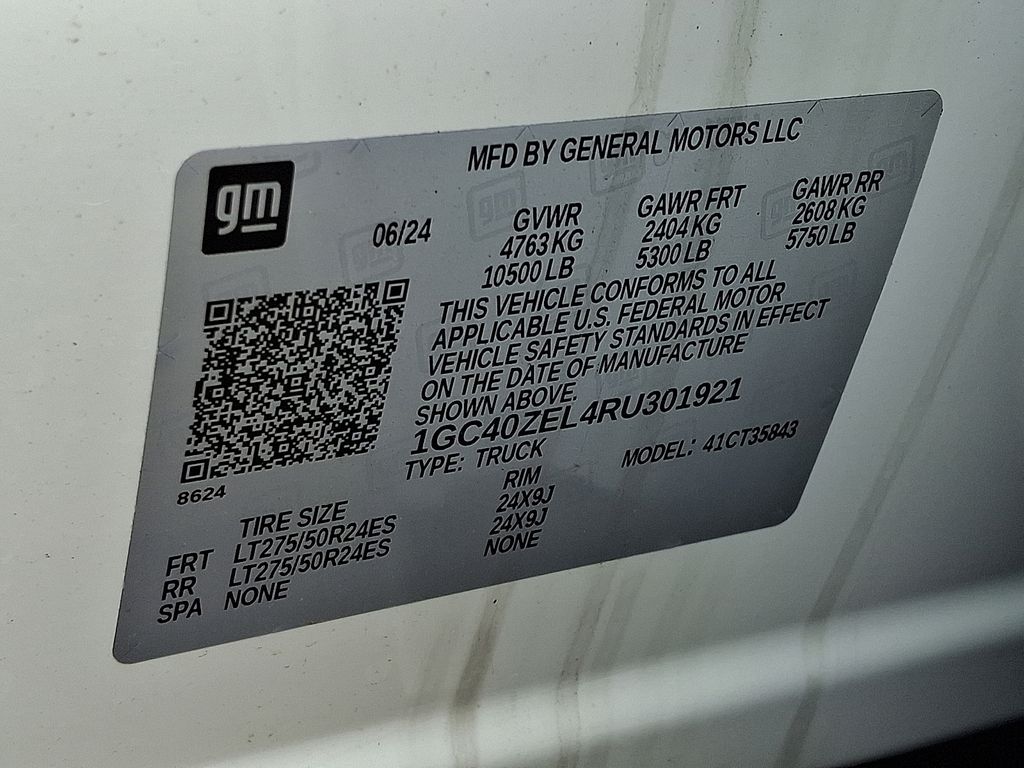 gm
MFD BY GENERAL MOTORS LLC
06/24
GVWR
4763 KG
10500 LB
GAWR FRT
2404 KG
5300 LB
GAWR RR
2608 KG
5750 LB
THIS VEHICLE CONFORMS TO ALL
APPLICABLE U.S. FEDERAL MOTOR
VEHICLE SAFETY STANDARDS IN EFFECT
ON THE DATE OF MANUFACTURE
SHOWN ABOVE.
1GC40ZEL4RU301921
TYPE: TRUCK MODEL: 41CT35843
8624
TIRE SIZE RIM
FRT LT275/50R24ES 24X9J
RR LT275/50R24ES 24X9J
SPA NONE NONE